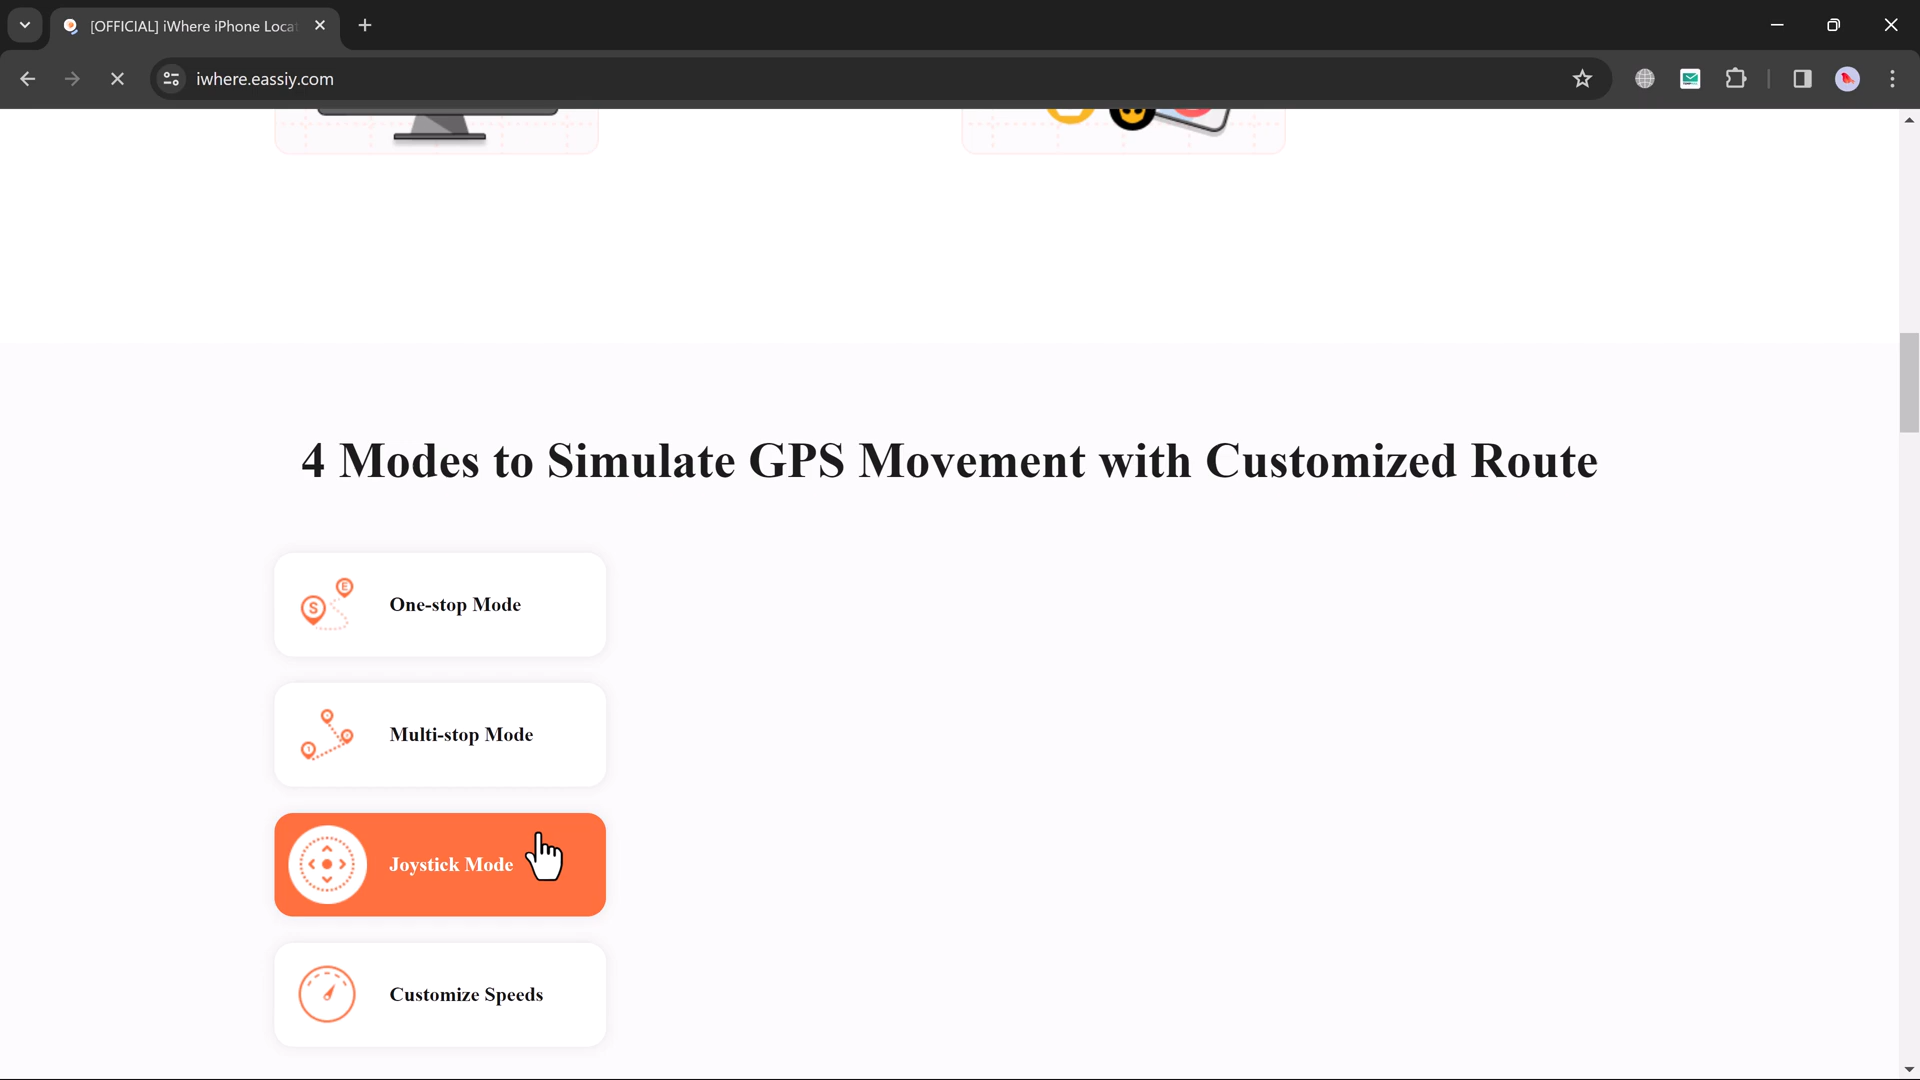 [OFFICIAL] iWhere iPhone Locat
iwhere.eassiy.com
4 Modes to Simulate GPS Movement with Customized Route
S
E
One-stop Mode
Multi-stop Mode
Joystick Mode
Customize Speeds